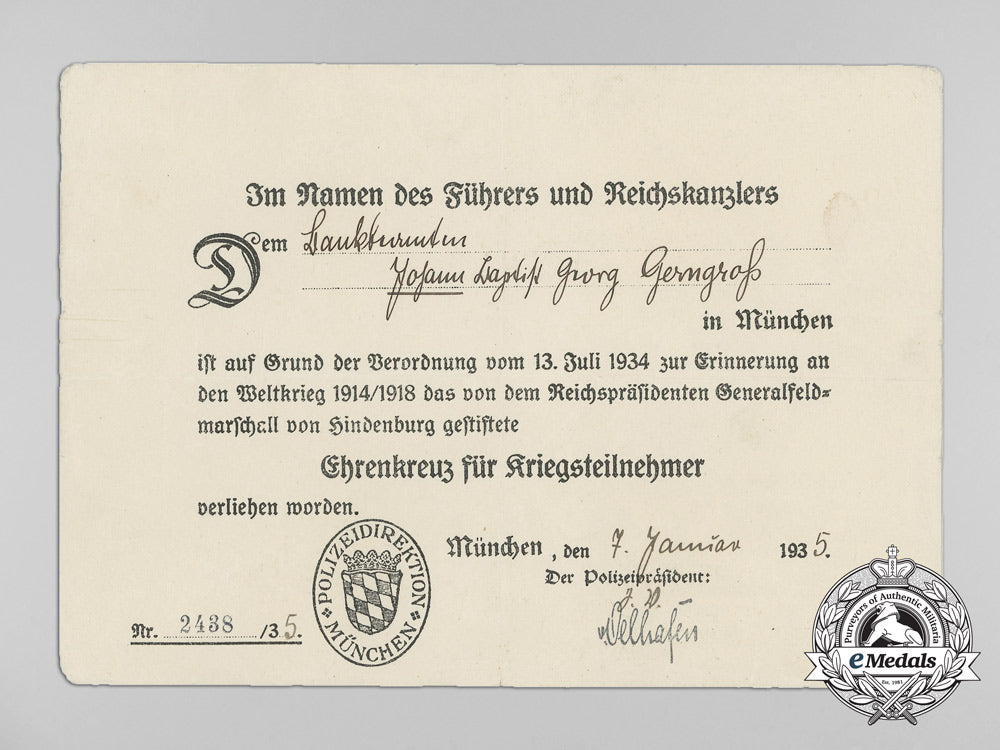 Im Namen des Führers und Reichskanzlers
Dem Bankbeamten
Johann Baptist Georg Gerngroß
in München
ist auf Grund der Verordnung vom 13. Juli 1934 zur Erinnerung an
den Weltkrieg 1914/1918 das von dem Reichspräsidenten Generalfeld-
marschall von Hindenburg gestiftete
Ehrenkreuz für Kriegsteilnehmer
verliehen worden.
München, den 7. Januar 1935.
Der Polizeipräsident:
J. V.
Nr. 2438 /35.
POLIZEIDIREKTION
MÜNCHEN
Purveyors of Authentic Militaria
eMedals
Est. 1981